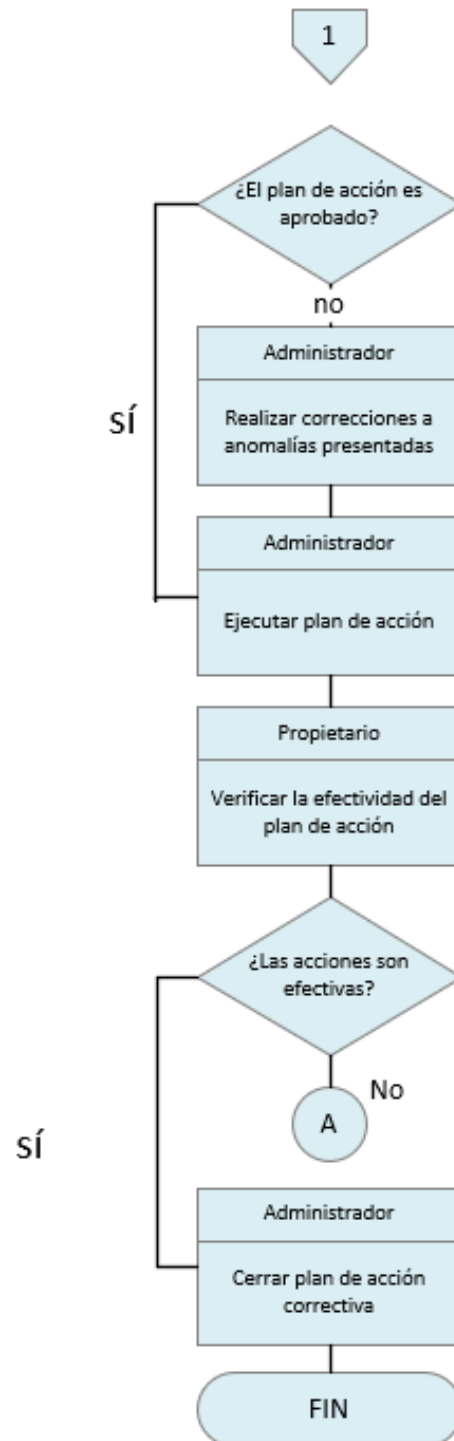 1
¿El plan de acción es
aprobado?
no
Administrador
SÍ
Realizar correcciones a
anomalías presentadas
Administrador
Ejecutar plan de acción
Propietario
Verificar la efectividad del
plan de acción
¿Las acciones son
efectivas?
No
A
SÍ
Administrador
Cerrar plan de acción
correctiva
FIN